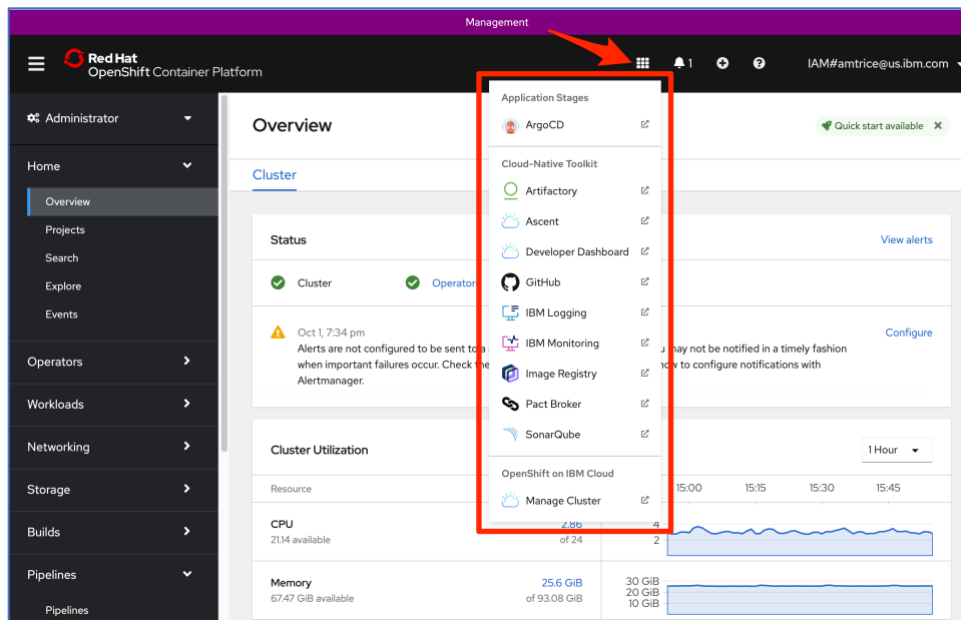 Management
Red Hat
OpenShift Container Platform
1
IAM#amtrice@us.ibm.com
Administrator
Home
Overview
Projects
Search
Explore
Events
Operators
Workloads
Networking
Storage
Builds
Pipelines
Pipelines
Overview
Quick start available
Cluster
Status
View alerts
Cluster
Operator
Oct 1, 7:34 pm
Configure
Alerts are not configured to be sent to a
may not be notified in a timely fashion
when important failures occur. Check the
how to configure notifications with
Alertmanager.
Cluster Utilization
1 Hour
Resource
15:00
15:15
15:30
15:45
CPU
2.86
21.14 available
of 24
4
2
Memory
25.6 GiB
67.47 GiB available
of 93.08 GiB
30 GiB
20 GiB
10 GiB
Application Stages
ArgoCD
Cloud-Native Toolkit
Artifactory
Ascent
Developer Dashboard
GitHub
IBM Logging
IBM Monitoring
Image Registry
Pact Broker
SonarQube
OpenShift on IBM Cloud
Manage Cluster